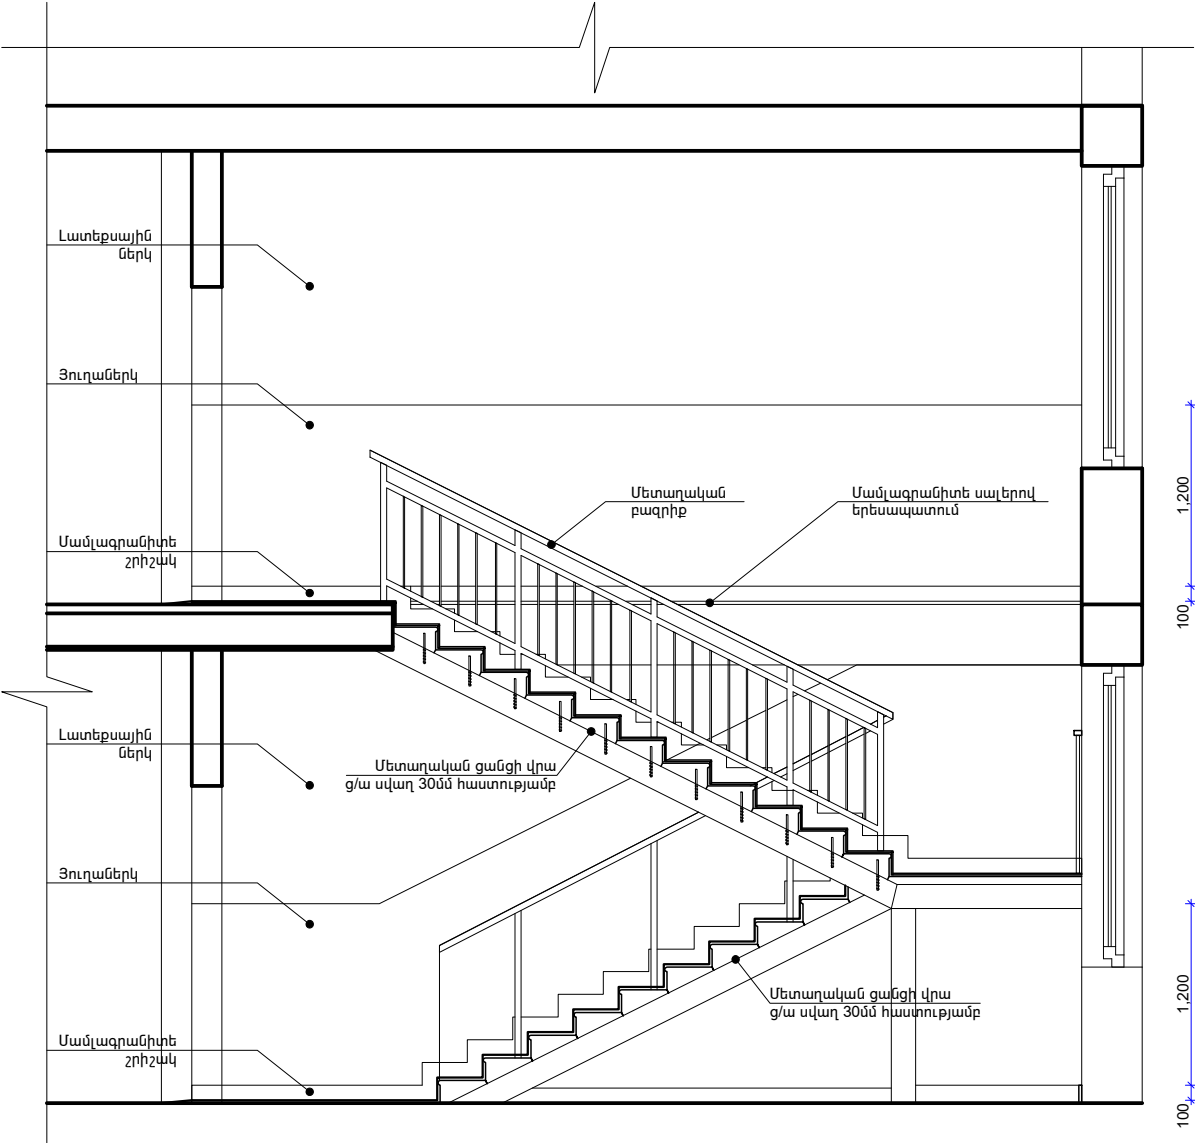 Լատեքսային
ներկ
Յուղաներկ
Մետաղական
բազրիք
Մամլագրանիտե սալերով
երեսապատում
1,200
Մամլագրանիտե
շրիշակ
100
Լատեքսային
ներկ
Մետաղական ցանցի վրա
ց/ա սվաղ 30մմ հաստությամբ
Յուղաներկ
Մետաղական ցանցի վրա
ց/ա սվաղ 30մմ հաստությամբ
1,200
Մամլագրանիտե
շրիշակ
100